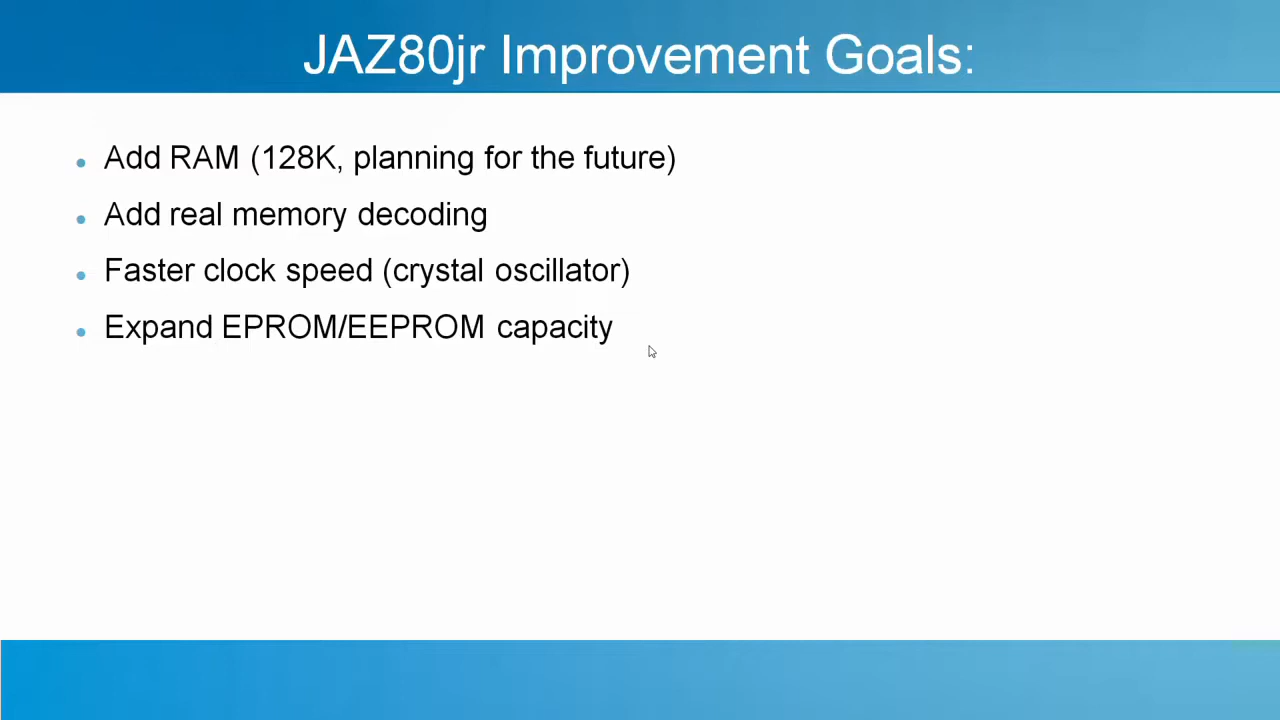 JAZ80jr Improvement Goals:
Add RAM (128K, planning for the future)
Add real memory decoding
Faster clock speed (crystal oscillator)
Expand EPROM/EEPROM capacity